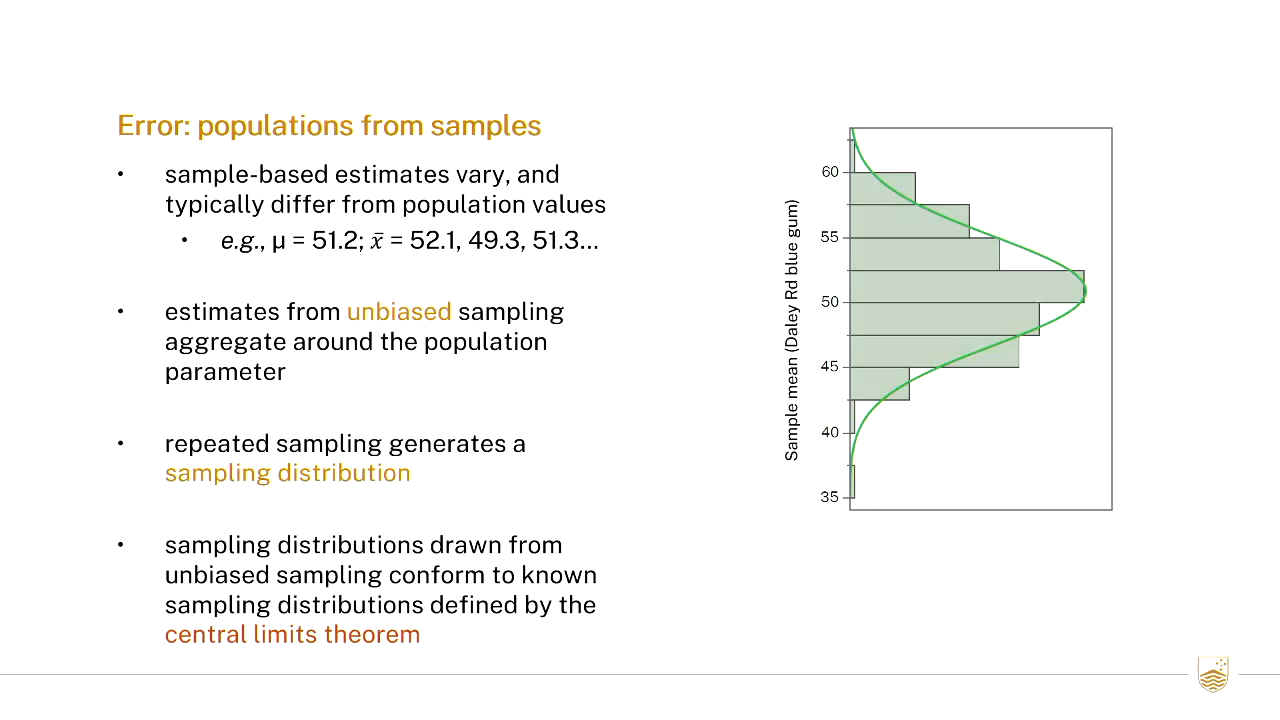 Error: populations from samples
• sample-based estimates vary, and
typically differ from population values
• e.g., µ = 51.2; x̄ = 52.1, 49.3, 51.3...
• estimates from unbiased sampling
aggregate around the population
parameter
• repeated sampling generates a
sampling distribution
• sampling distributions drawn from
unbiased sampling conform to known
sampling distributions defined by the
central limits theorem
Sample mean (Daley Rd blue gum)
60
55
50
45
40
35